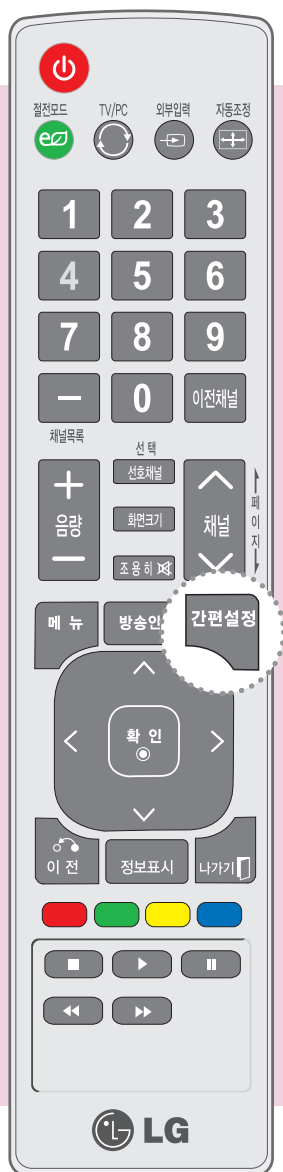 절전모드 TV/PC 외부입력 자동조정
1 2 3
4 5 6
7 8 9
- 0 이전채널
채널목록 선택
+ 음량 -
선호채널
화면크기
조용히
채널
페이지
메뉴 방송안 간편설정
확인
이전 정보표시 나가기
LG